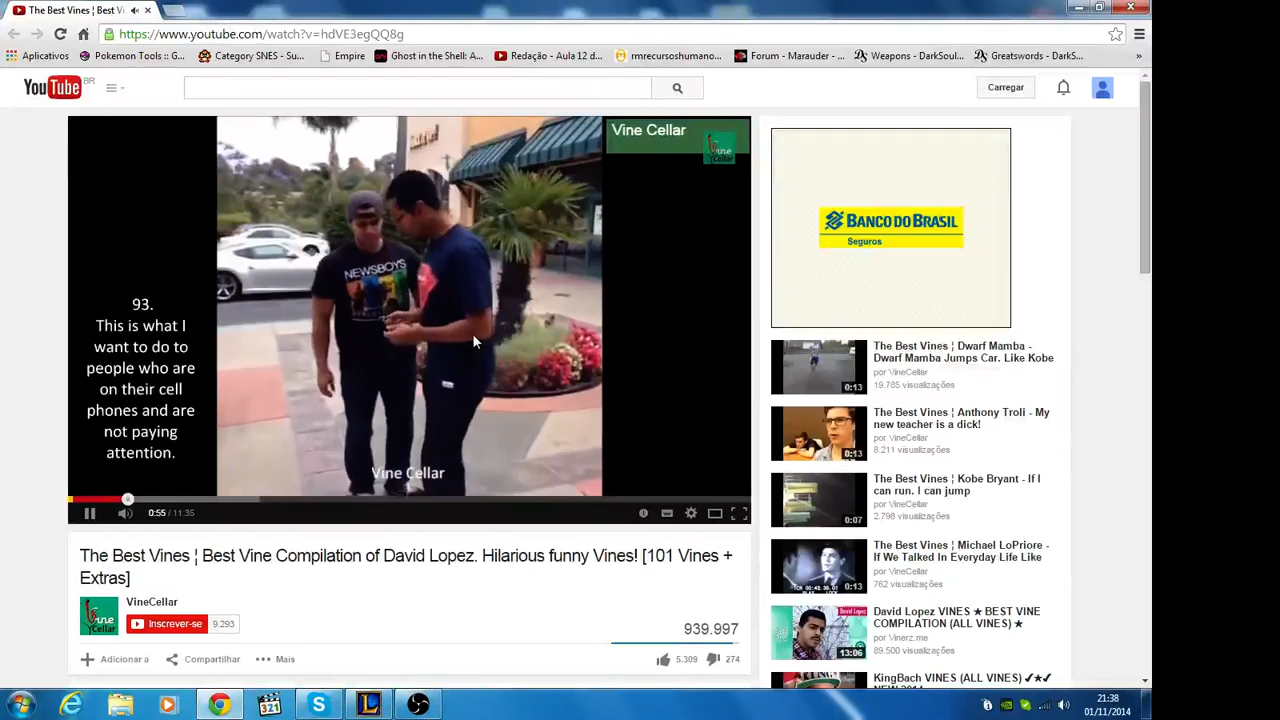 The Best Vines ¦ Best Vi
https://www.youtube.com/watch?v=hdVE3egQQ8g
Aplicativos
Pokemon Tools :: G...
Category SNES - Su...
Empire
Ghost in the Shell: A...
Redação - Aula12 d...
rmrecursoshumano...
Forum - Marauder - ...
Weapons - DarkSoul...
Greatswords - DarkS...
»
YouTube BR
Carregar
Vine Cellar
Vine Cellar
NEWSBOYS
93.
This is what I
want to do to
people who are
on their cell
phones and are
not paying
attention.
Vine Cellar
0:55 / 11:35
The Best Vines ¦ Best Vine Compilation of David Lopez. Hilarious funny Vines! [101 Vines +
Extras]
Vine Cellar
VineCellar
Inscrever-se 9.293
939.997
Adicionar a
Compartilhar
Mais
5.309
274
BANCO DO BRASIL
Seguros
The Best Vines ¦ Dwarf Mamba -
Dwarf Mamba Jumps Car. Like Kobe
por VineCellar
19.785 visualizações
0:13
The Best Vines ¦ Anthony Troli - My
new teacher is a dick!
por VineCellar
8.211 visualizações
0:13
The Best Vines ¦ Kobe Bryant - If I
can run. I can jump
por VineCellar
2.798 visualizações
0:07
The Best Vines ¦ Michael LoPriore -
If We Talked In Everyday Life Like
por VineCellar
762 visualizações
0:13
David Lopez VINES ★ BEST VINE
COMPILATION (ALL VINES) ★
por Vinerz.me
89.500 visualizações
David Lopez
13:06
KingBach VINES (ALL VINES) ✔★✔
21:38
01/11/2014